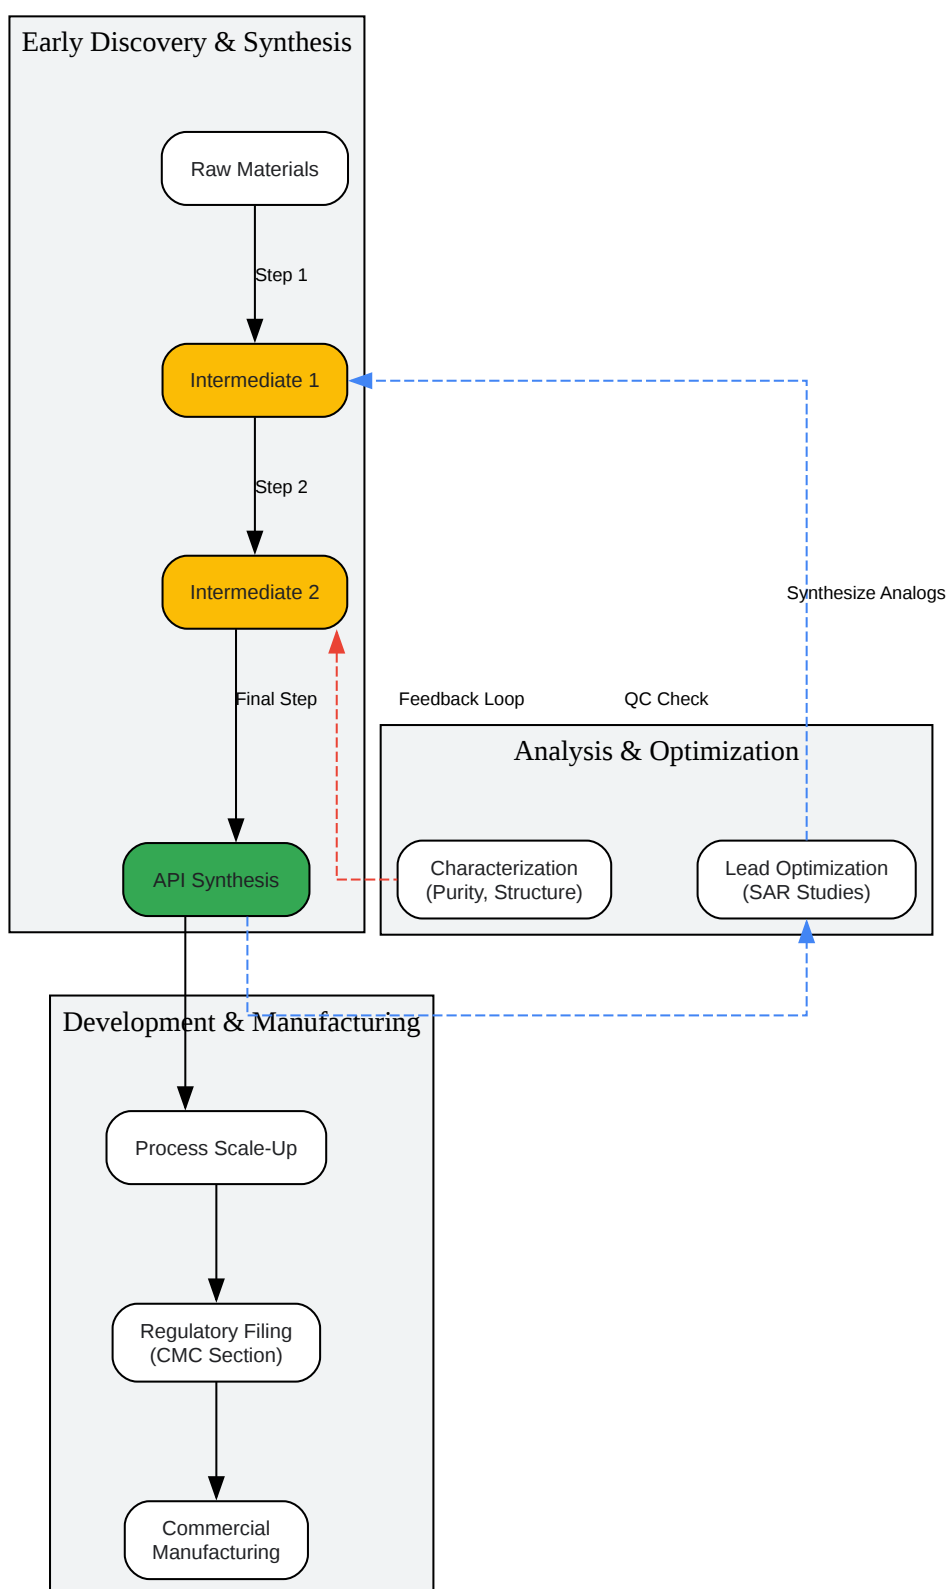 Early Discovery & Synthesis
Raw Materials
Step 1
Intermediate 1
Step 2
Intermediate 2
Synthesize Analogs
Final Step
Feedback Loop
QC Check
Analysis & Optimization
Characterization
(Purity, Structure)
Lead Optimization
(SAR Studies)
API Synthesis
Development & Manufacturing
Process Scale-Up
Regulatory Filing
(CMC Section)
Commercial
Manufacturing